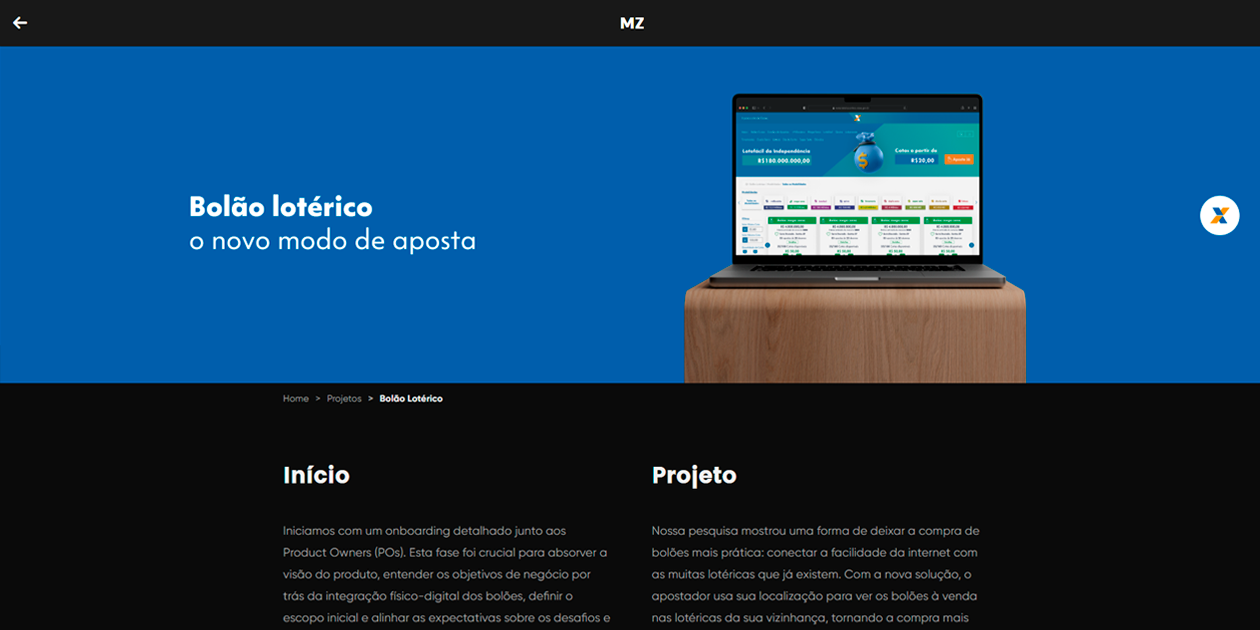 MZ
Bolão lotérico
o novo modo de aposta
Lotofácil da Independência
R$180.000.000,00
Cotas a partir de
R$20,00
Home > Projetos > Bolão Lotérico
Início
Iniciamos com um onboarding detalhado junto aos
Product Owners (POs). Esta fase foi crucial para absorver a
visão do produto, entender os objetivos de negócio por
trás da integração físico-digital dos bolões, definir o
escopo inicial e alinhar as expectativas sobre os desafios e
Projeto
Nossa pesquisa mostrou uma forma de deixar a compra de
bolões mais prática: conectar a facilidade da internet com
as muitas lotéricas que já existem. Com a nova solução, o
apostador usa sua localização para ver os bolões à venda
nas lotéricas da sua vizinhança, tornando a compra mais